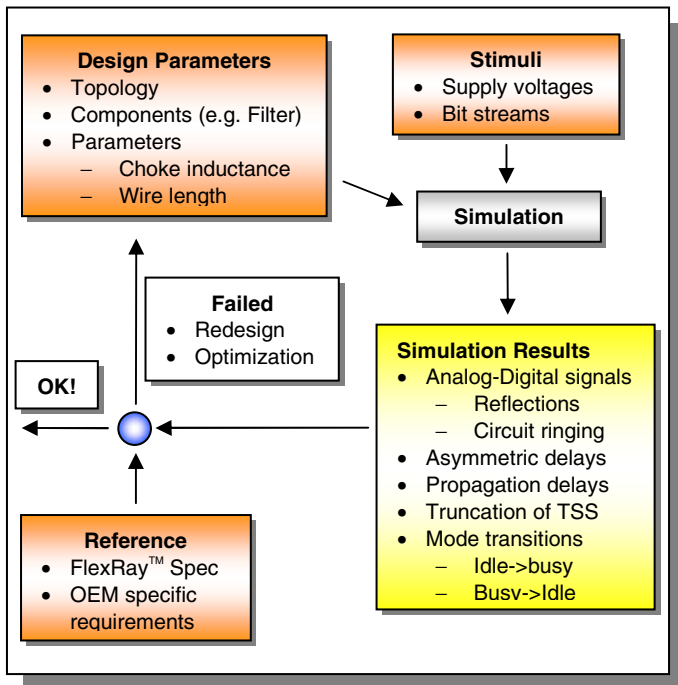 Design Parameters
• Topology
• Components (e.g. Filter)
• Parameters
– Choke inductance
– Wire length
Stimuli
• Supply voltages
• Bit streams
Simulation
Failed
• Redesign
• Optimization
OK!
Simulation Results
• Analog-Digital signals
– Reflections
– Circuit ringing
• Asymmetric delays
• Propagation delays
• Truncation of TSS
• Mode transitions
– Idle->busy
– Busy->Idle
Reference
• FlexRay™ Spec
• OEM specific
requirements